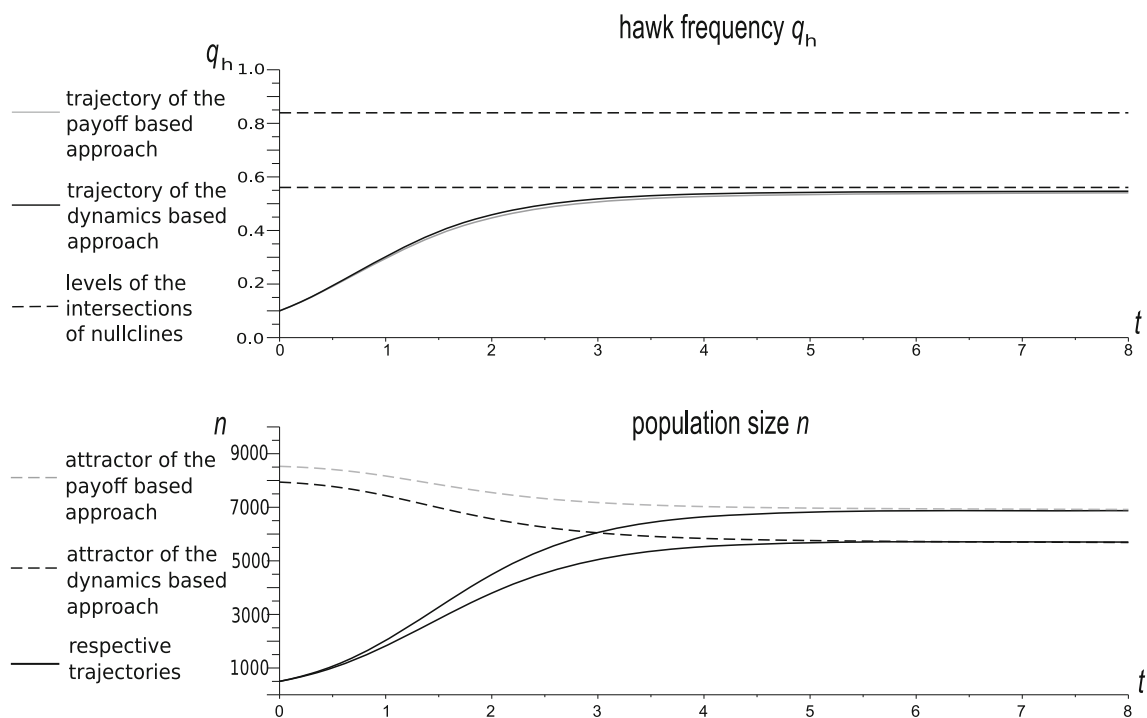 hawk frequency qh
qh
1.0
0.8
0.6
0.4
0.2
0.0
trajectory of the
payoff based
approach
trajectory of the
dynamics based
approach
levels of the
intersections
of nullclines
t
0 1 2 3 4 5 6 7 8
population size n
n
9000
7000
5000
3000
1000
attractor of the
payoff based
approach
attractor of the
dynamics based
approach
respective
trajectories
t
0 1 2 3 4 5 6 7 8